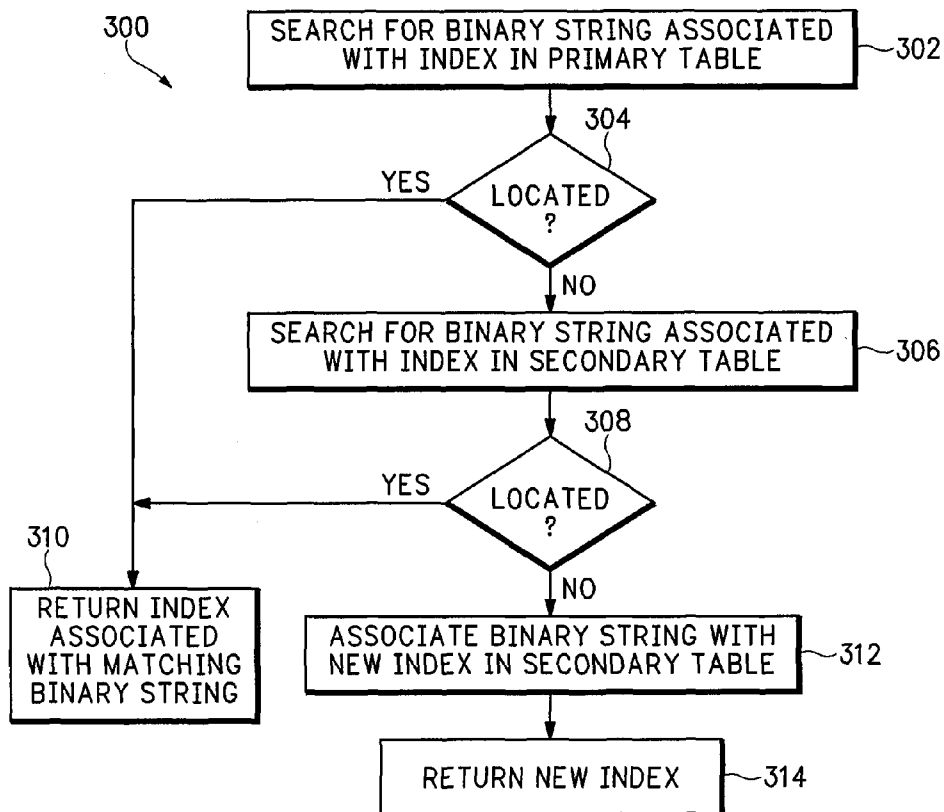 300
SEARCH FOR BINARY STRING ASSOCIATED
WITH INDEX IN PRIMARY TABLE
302
304
YES
LOCATED
?
NO
SEARCH FOR BINARY STRING ASSOCIATED
WITH INDEX IN SECONDARY TABLE
306
308
YES
LOCATED
?
NO
310
RETURN INDEX
ASSOCIATED
WITH MATCHING
BINARY STRING
ASSOCIATE BINARY STRING WITH
NEW INDEX IN SECONDARY TABLE
312
RETURN NEW INDEX
314